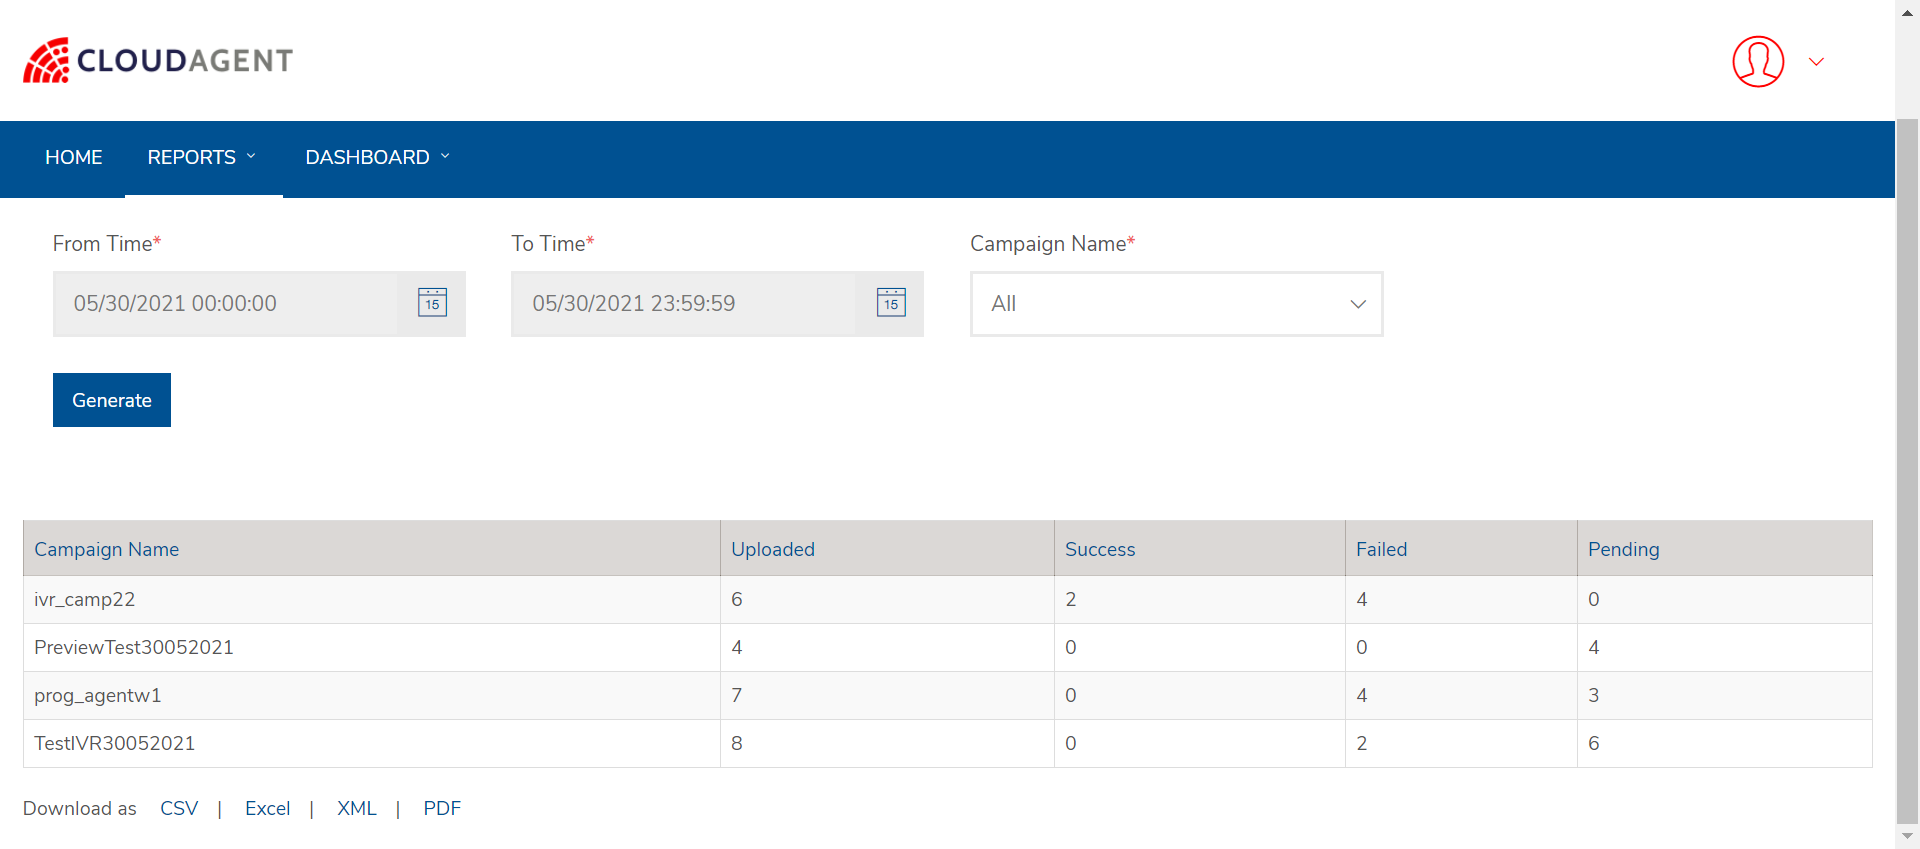 CLOUDAGENT
HOME REPORTS DASHBOARD
From Time* To Time* Campaign Name*
05/30/2021 00:00:00 15 05/30/2021 23:59:59 15 All
Generate
Campaign Name Uploaded Success Failed Pending
ivr_camp22 6 2 4 0
PreviewTest30052021 4 0 0 4
prog_agentw1 7 0 4 3
TestIVR30052021 8 0 2 6
Download as CSV | Excel | XML | PDF